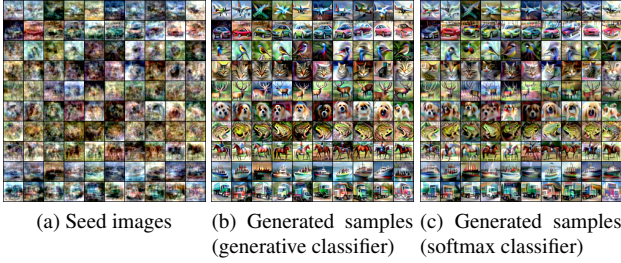 (a) Seed images
(b) Generated samples
(generative classifier)
(c) Generated samples
(softmax classifier)